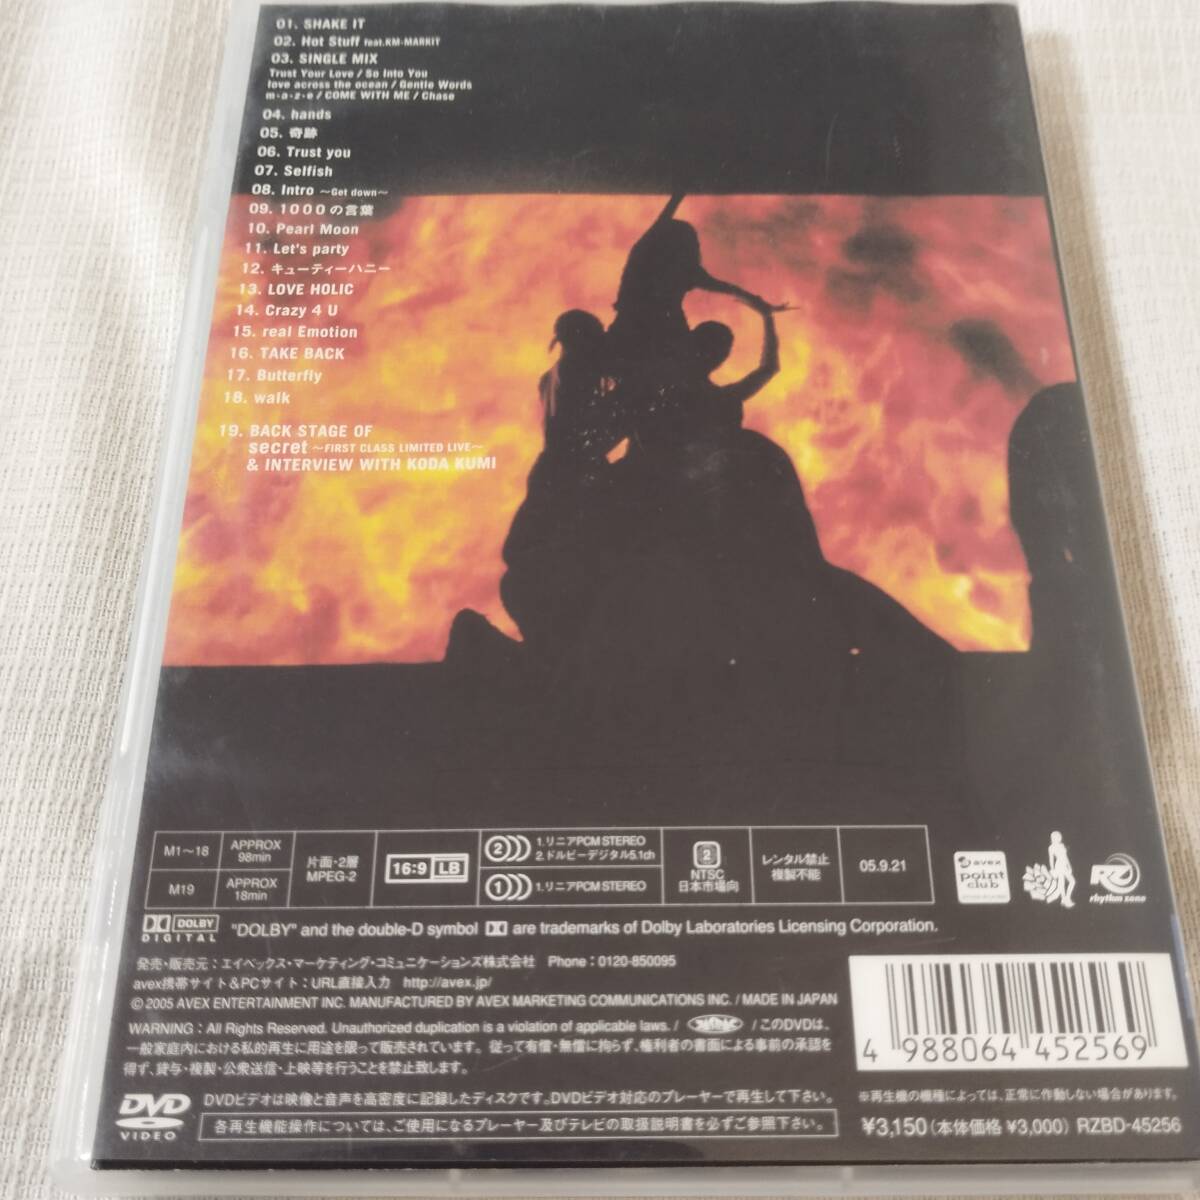 01. SHAKE IT
02. Hot Stuff feat.KM-MARKIT
03. SINGLE MIX
Trust Your Love / So Into You
love across the ocean / Gentle Words
m・a・z・e / COME WITH ME / Chase
04. hands
05. 奇跡
06. Trust you
07. Selfish
08. Intro ～Get down～
09. 1000の言葉
10. Pearl Moon
11. Let's party
12. キューティーハニー
13. LOVE HOLIC
14. Crazy 4 U
15. real Emotion
16. TAKE BACK
17. Butterfly
18. walk
19. BACK STAGE OF
secret ～FIRST CLASS LIMITED LIVE～
& INTERVIEW WITH KODA KUMI
M1～18
APPROX
98min
M19
APPROX
18min
片面・2層
MPEG-2
16:9 LB
2
1.リニアPCM STEREO
2.ドルビーデジタル5.1ch
1
1.リニアPCM STEREO
2
NTSC
日本市場向
レンタル禁止
複製不能
05.9.21
avex
point
club
rhythm zone
DOLBY
DIGITAL
"DOLBY" and the double-D symbol are trademarks of Dolby Laboratories Licensing Corporation.
発売・販売元：エイベックス・マーケティング・コミュニケーションズ株式会社 Phone：0120-850095
avex携帯サイト＆PCサイト：URL直接入力 http://avex.jp/
© 2005 AVEX ENTERTAINMENT INC. MANUFACTURED BY AVEX MARKETING COMMUNICATIONS INC. / MADE IN JAPAN
WARNING：All Rights Reserved. Unauthorized duplication is a violation of applicable laws. / / このDVDは、
一般家庭内における私的再生に用途を限って販売されています。従って有償・無償に拘らず、権利者の書面による事前の承認を
得ず、貸与・複製・公衆送信・上映等を行うことを禁止致します。
4 988064 452569
DVD
VIDEO
DVDビデオは映像と音声を高密度に記録したディスクです。DVDビデオ対応のプレーヤーで再生して下さい。
各再生機能操作については、ご使用になるプレーヤー及びテレビの取扱説明書を必ずご参照下さい。
※再生機の機種によっては、正常に作動しない場合があります。
¥3,150（本体価格 ¥3,000）RZBD-45256